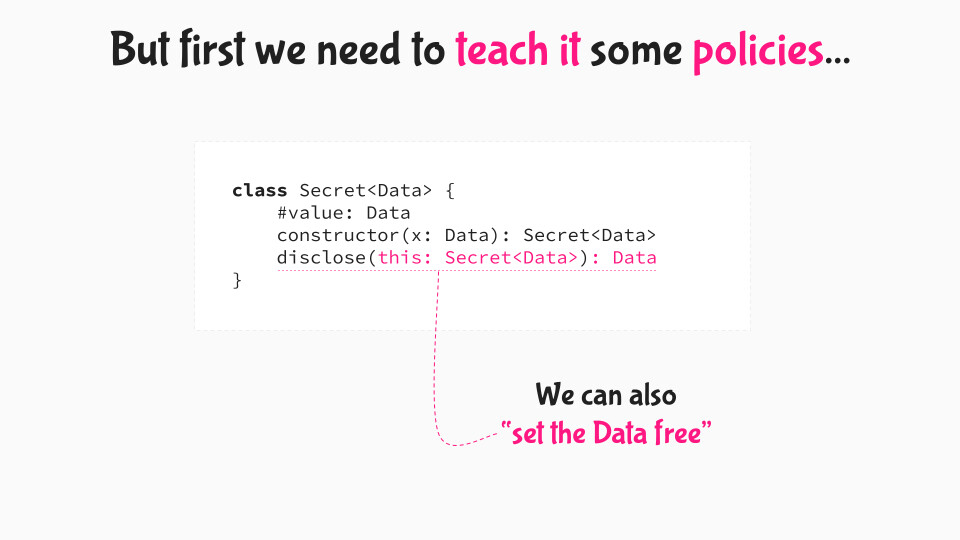 But first we need to teach it some policies...
class Secret<Data> {
    #value: Data
    constructor(x: Data): Secret<Data>
    disclose(this: Secret<Data>): Data
}
We can also
“set the Data free”